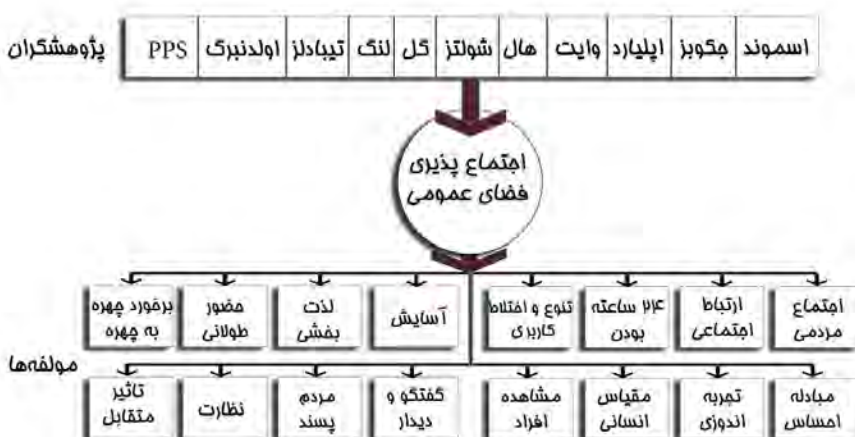 پژوهشگران
اسموند
جکوبز
اپلیارد
وایت
هال
شولتز
گل
لنگ
تیبادلز
اولدنبرگ
PPS
اجتماع پذیری
فضای عمومی
اجتماع
مردمی
ارتباط
اجتماعی
۲۴ ساعته
بودن
تنوع و اختلاط
کاربری
آسایش
لذت
بخشی
حضور
طولانی
برخورد چهره
به چهره
مولفه‌ها
مبادله
احساس
تجربه
اندوزی
مقیاس
انسانی
مشاهده
افراد
گفتگو و
دیدار
مردم
پسند
نظارت
تاثیر
متقابل